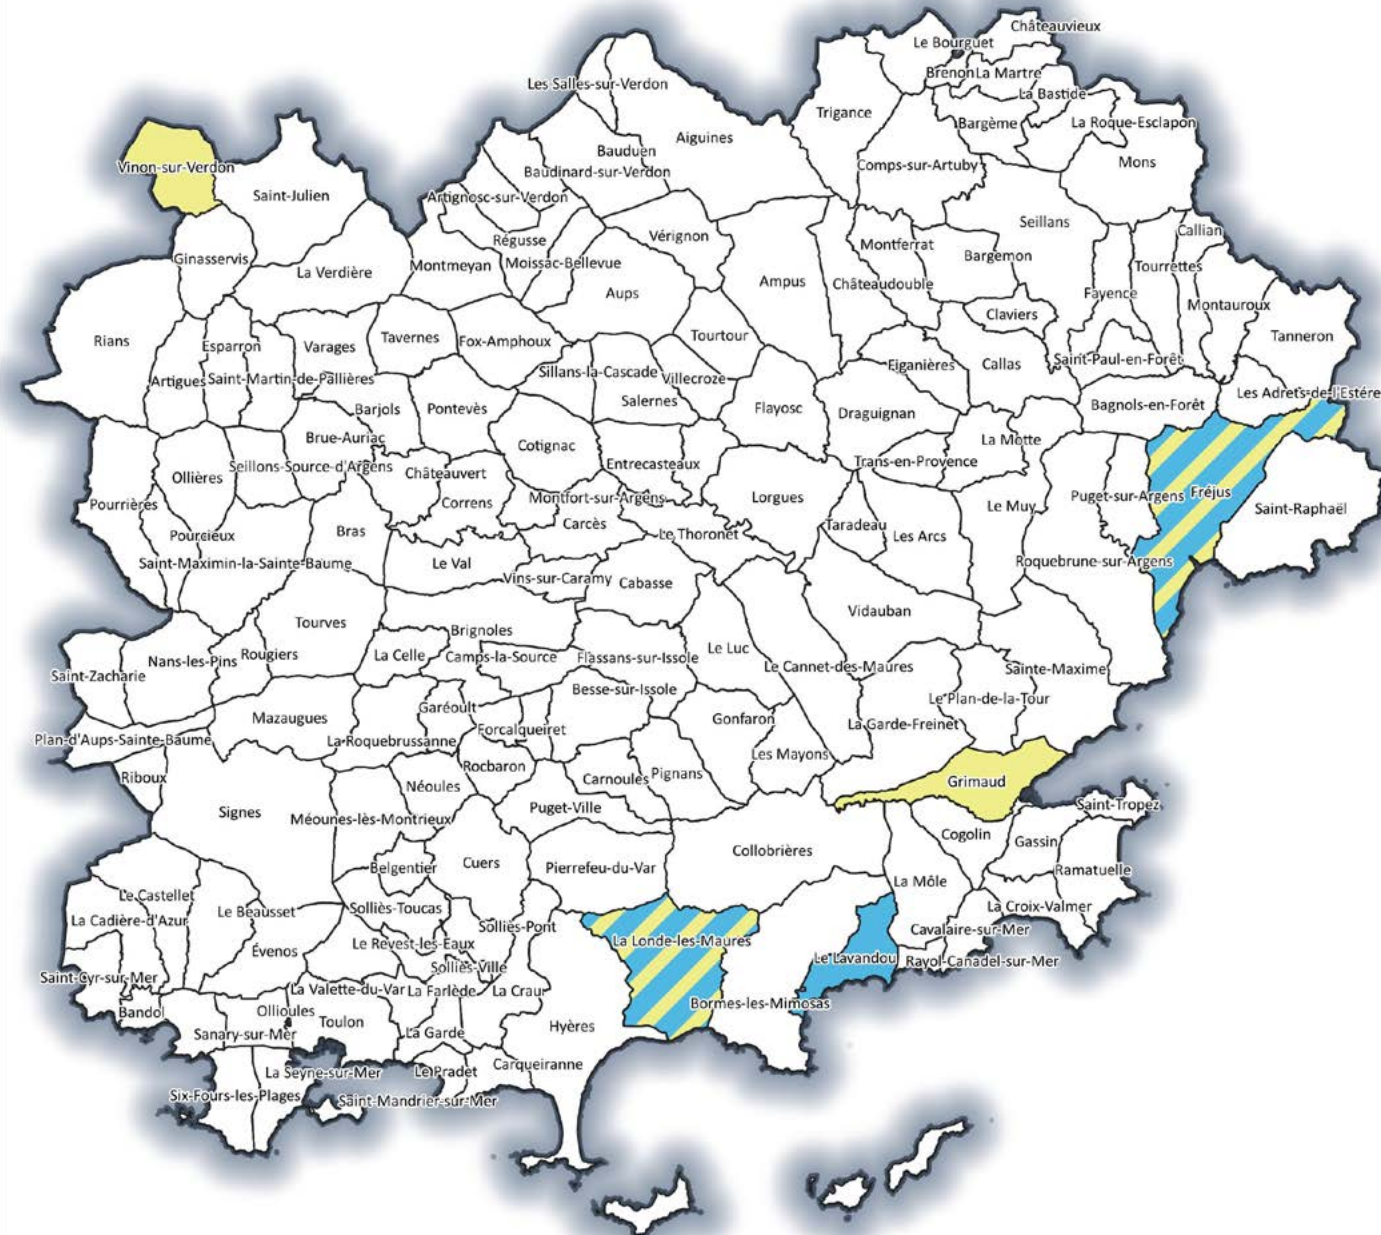 Châteauvieux
Le Bourguet
Brenon
La Martre
Les Salles-sur-Verdon
La Bastide
Trigance
Bargème
La Roque-Esclapon
Aiguines
Bauduen
Vinon-sur-Verdon
Comps-sur-Artuby
Mons
Baudinard-sur-Verdon
Saint-Julien
Artignosc-sur-Verdon
Seillans
Callian
Régusse
Vérignon
Montferrat
Ginasservis
La Verdière
Montmeyan
Moissac-Bellevue
Bargemon
Tourrettes
Aups
Ampus
Châteaudouble
Fayence
Montauroux
Claviers
Rians
Esparron
Varages
Tavernes
Fox-Amphoux
Tourtour
Tanneron
Artigues
Saint-Martin-de-Pallières
Sillans-la-Cascade
Villecroze
Figanières
Callas
Saint-Paul-en-Forêt
Les Adrets-de-l'Estére
Barjols
Pontevès
Salernes
Flayosc
Draguignan
Bagnols-en-Forêt
Brue-Auriac
Cotignac
La Motte
Ollières
Seillons-Source-d'Argens
Châteauvert
Entrecasteaux
Trans-en-Provence
Pourrières
Correns
Montfort-sur-Argens
Lorgues
Le Muy
Puget-sur-Argens
Fréjus
Saint-Raphaël
Pourcieux
Bras
Carcès
Le Thoronet
Taradeau
Les Arcs
Saint-Maximin-la-Sainte-Baume
Le Val
Vins-sur-Caramy
Cabasse
Roquebrune-sur-Argens
Tourves
Brignoles
Vidauban
Saint-Zacharie
Nans-les-Pins
Rougiers
La Celle
Camps-la-Source
Flassans-sur-Issole
Le Luc
Le Cannet-des-Maures
Sainte-Maxime
Besse-sur-Issole
Le Plan-de-la-Tour
Mazaugues
Garéoult
Forcalqueiret
Gonfaron
La Garde-Freinet
Plan-d'Aups-Sainte-Baume
La Roquebrussanne
Les Mayons
Riboux
Rocbaron
Carnoules
Pignans
Grimaud
Néoules
Signes
Méounes-lès-Montrieux
Puget-Ville
Saint-Tropez
Belgentier
Cuers
Pierrefeu-du-Var
Collobrières
Cogolin
Gassin
Ramatuelle
Le Castellet
La Môle
La Cadière-d'Azur
Le Beausset
Solliès-Toucas
Solliès-Pont
La Croix-Valmer
Évenos
Le Revest-les-Eaux
La Londe-les-Maures
Cavalaire-sur-Mer
Saint-Cyr-sur-Mer
Solliès-Ville
Le Lavandou
Rayol-Canadel-sur-Mer
Bandol
La Valette-du-Var
La Farlède
La Crau
Bormes-les-Mimosas
Ollioules
Toulon
Hyères
Sanary-sur-Mer
La Garde
La Seyne-sur-Mer
Le Pradet
Carqueiranne
Six-Fours-les-Plages
Saint-Mandrier-sur-Mer